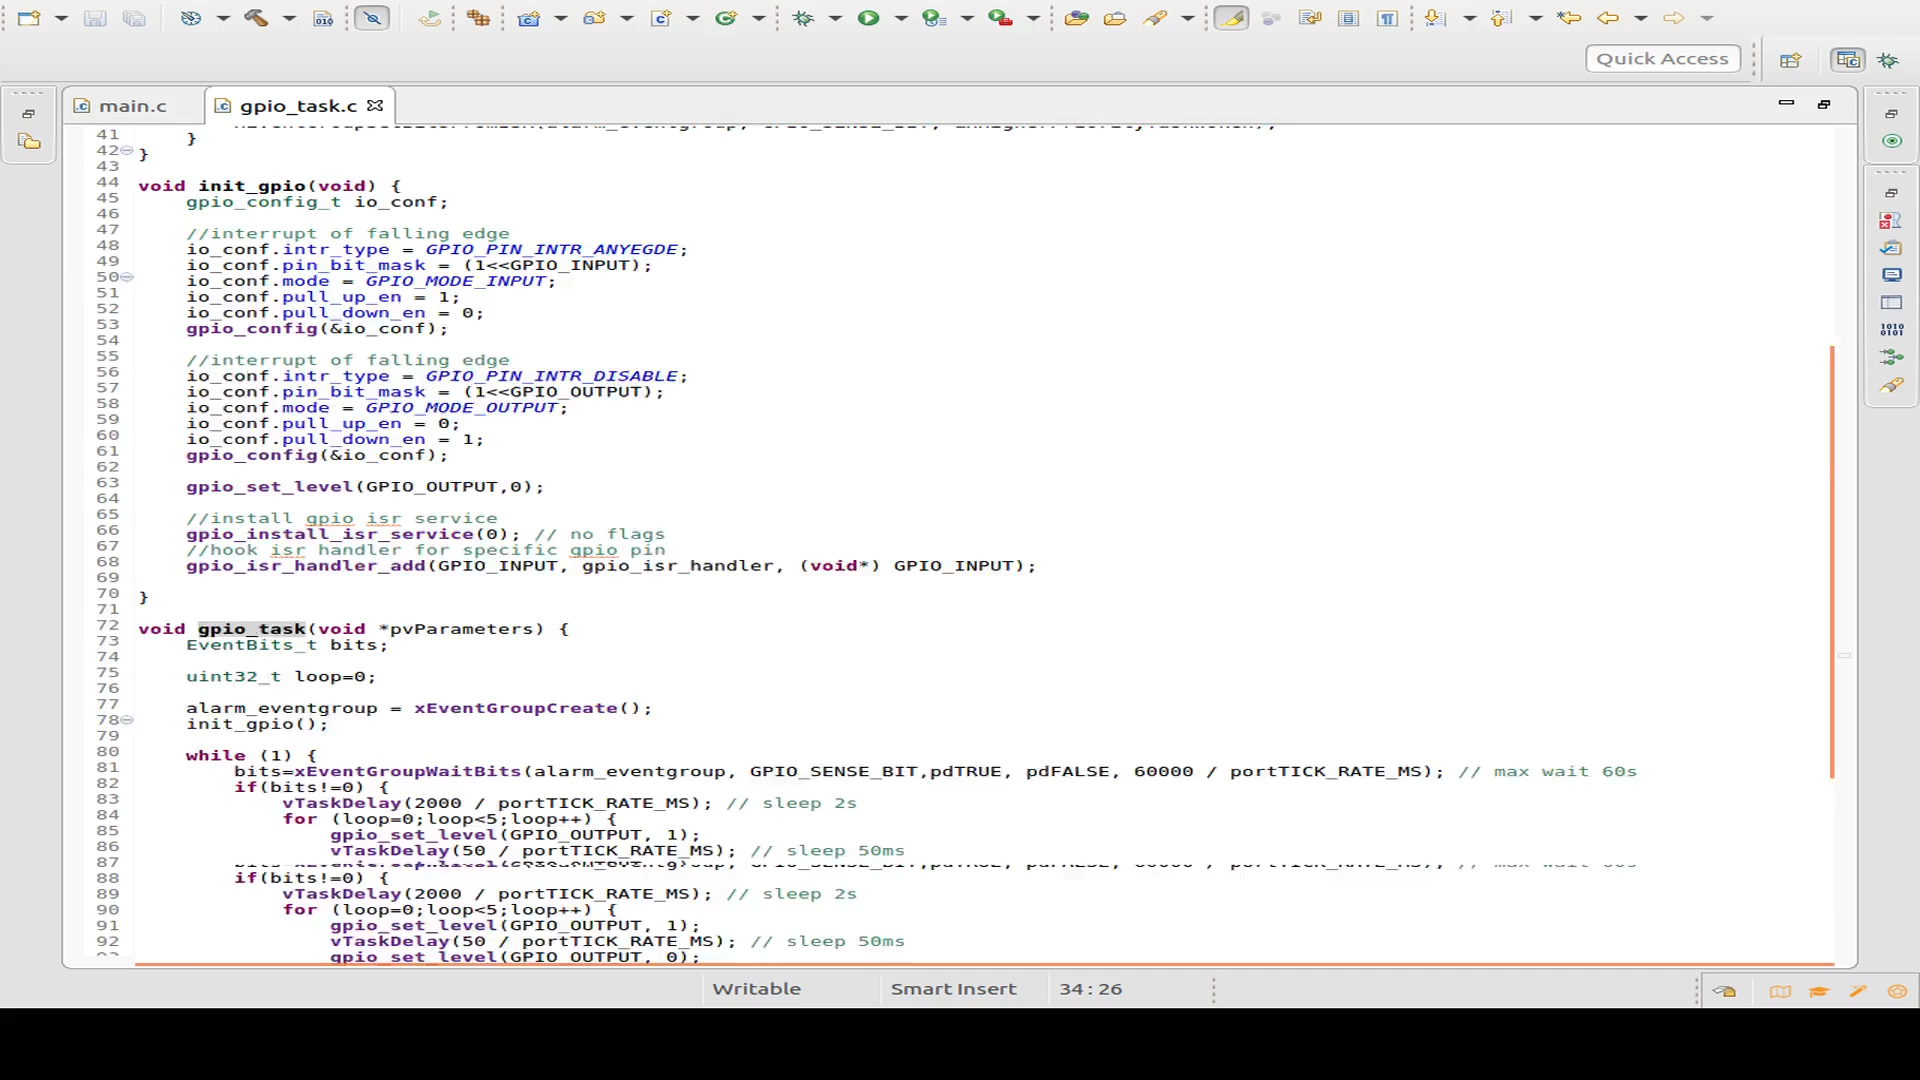 Quick Access
main.c
gpio_task.c
41
42 }
}
43
44 void init_gpio(void) {
45 gpio_config_t io_conf;
46
47 //interrupt of falling edge
48 io_conf.intr_type = GPIO_PIN_INTR_ANYEGDE;
49 io_conf.pin_bit_mask = (1<<GPIO_INPUT);
50 io_conf.mode = GPIO_MODE_INPUT;
51 io_conf.pull_up_en = 1;
52 io_conf.pull_down_en = 0;
53 gpio_config(&io_conf);
54
55 //interrupt of falling edge
56 io_conf.intr_type = GPIO_PIN_INTR_DISABLE;
57 io_conf.pin_bit_mask = (1<<GPIO_OUTPUT);
58 io_conf.mode = GPIO_MODE_OUTPUT;
59 io_conf.pull_up_en = 0;
60 io_conf.pull_down_en = 1;
61 gpio_config(&io_conf);
62
63 gpio_set_level(GPIO_OUTPUT,0);
64
65 //install gpio isr service
66 gpio_install_isr_service(0); // no flags
67 //hook isr handler for specific gpio pin
68 gpio_isr_handler_add(GPIO_INPUT, gpio_isr_handler, (void*) GPIO_INPUT);
69
70 }
71
72 void gpio_task(void *pvParameters) {
73 EventBits_t bits;
74
75 uint32_t loop=0;
76
77 alarm_eventgroup = xEventGroupCreate();
78 init_gpio();
79
80 while (1) {
81 bits=xEventGroupWaitBits(alarm_eventgroup, GPIO_SENSE_BIT,pdTRUE, pdFALSE, 60000 / portTICK_RATE_MS); // max wait 60s
82 if(bits!=0) {
83 vTaskDelay(2000 / portTICK_RATE_MS); // sleep 2s
84 for (loop=0;loop<5;loop++) {
85 gpio_set_level(GPIO_OUTPUT, 1);
86 vTaskDelay(50 / portTICK_RATE_MS); // sleep 50ms
87
88 if(bits!=0) {
89 vTaskDelay(2000 / portTICK_RATE_MS); // sleep 2s
90 for (loop=0;loop<5;loop++) {
91 gpio_set_level(GPIO_OUTPUT, 1);
92 vTaskDelay(50 / portTICK_RATE_MS); // sleep 50ms
gpio_set_level(GPIO_OUTPUT, 0);
Writable
Smart Insert
34:26